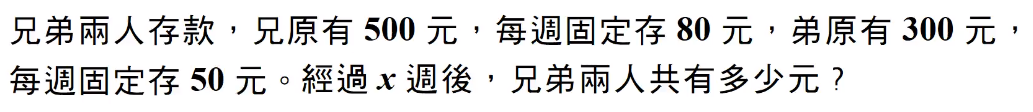 兄弟兩人存款，兄原有 500 元，每週固定存 80 元，弟原有 300 元，
每週固定存 50 元。經過 x 週後，兄弟兩人共有多少元？